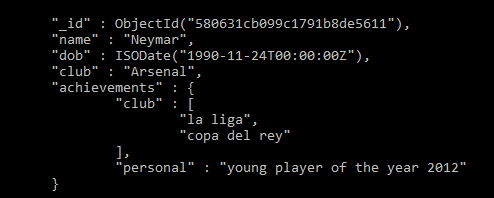 "_id" : ObjectId("580631cb099c1791b8de5611"),
"name" : "Neymar",
"dob" : ISODate("1990-11-24T00:00:00Z"),
"club" : "Arsenal",
"achievements" : {
"club" : [
"la liga",
"copa del rey"
],
"personal" : "young player of the year 2012"
}